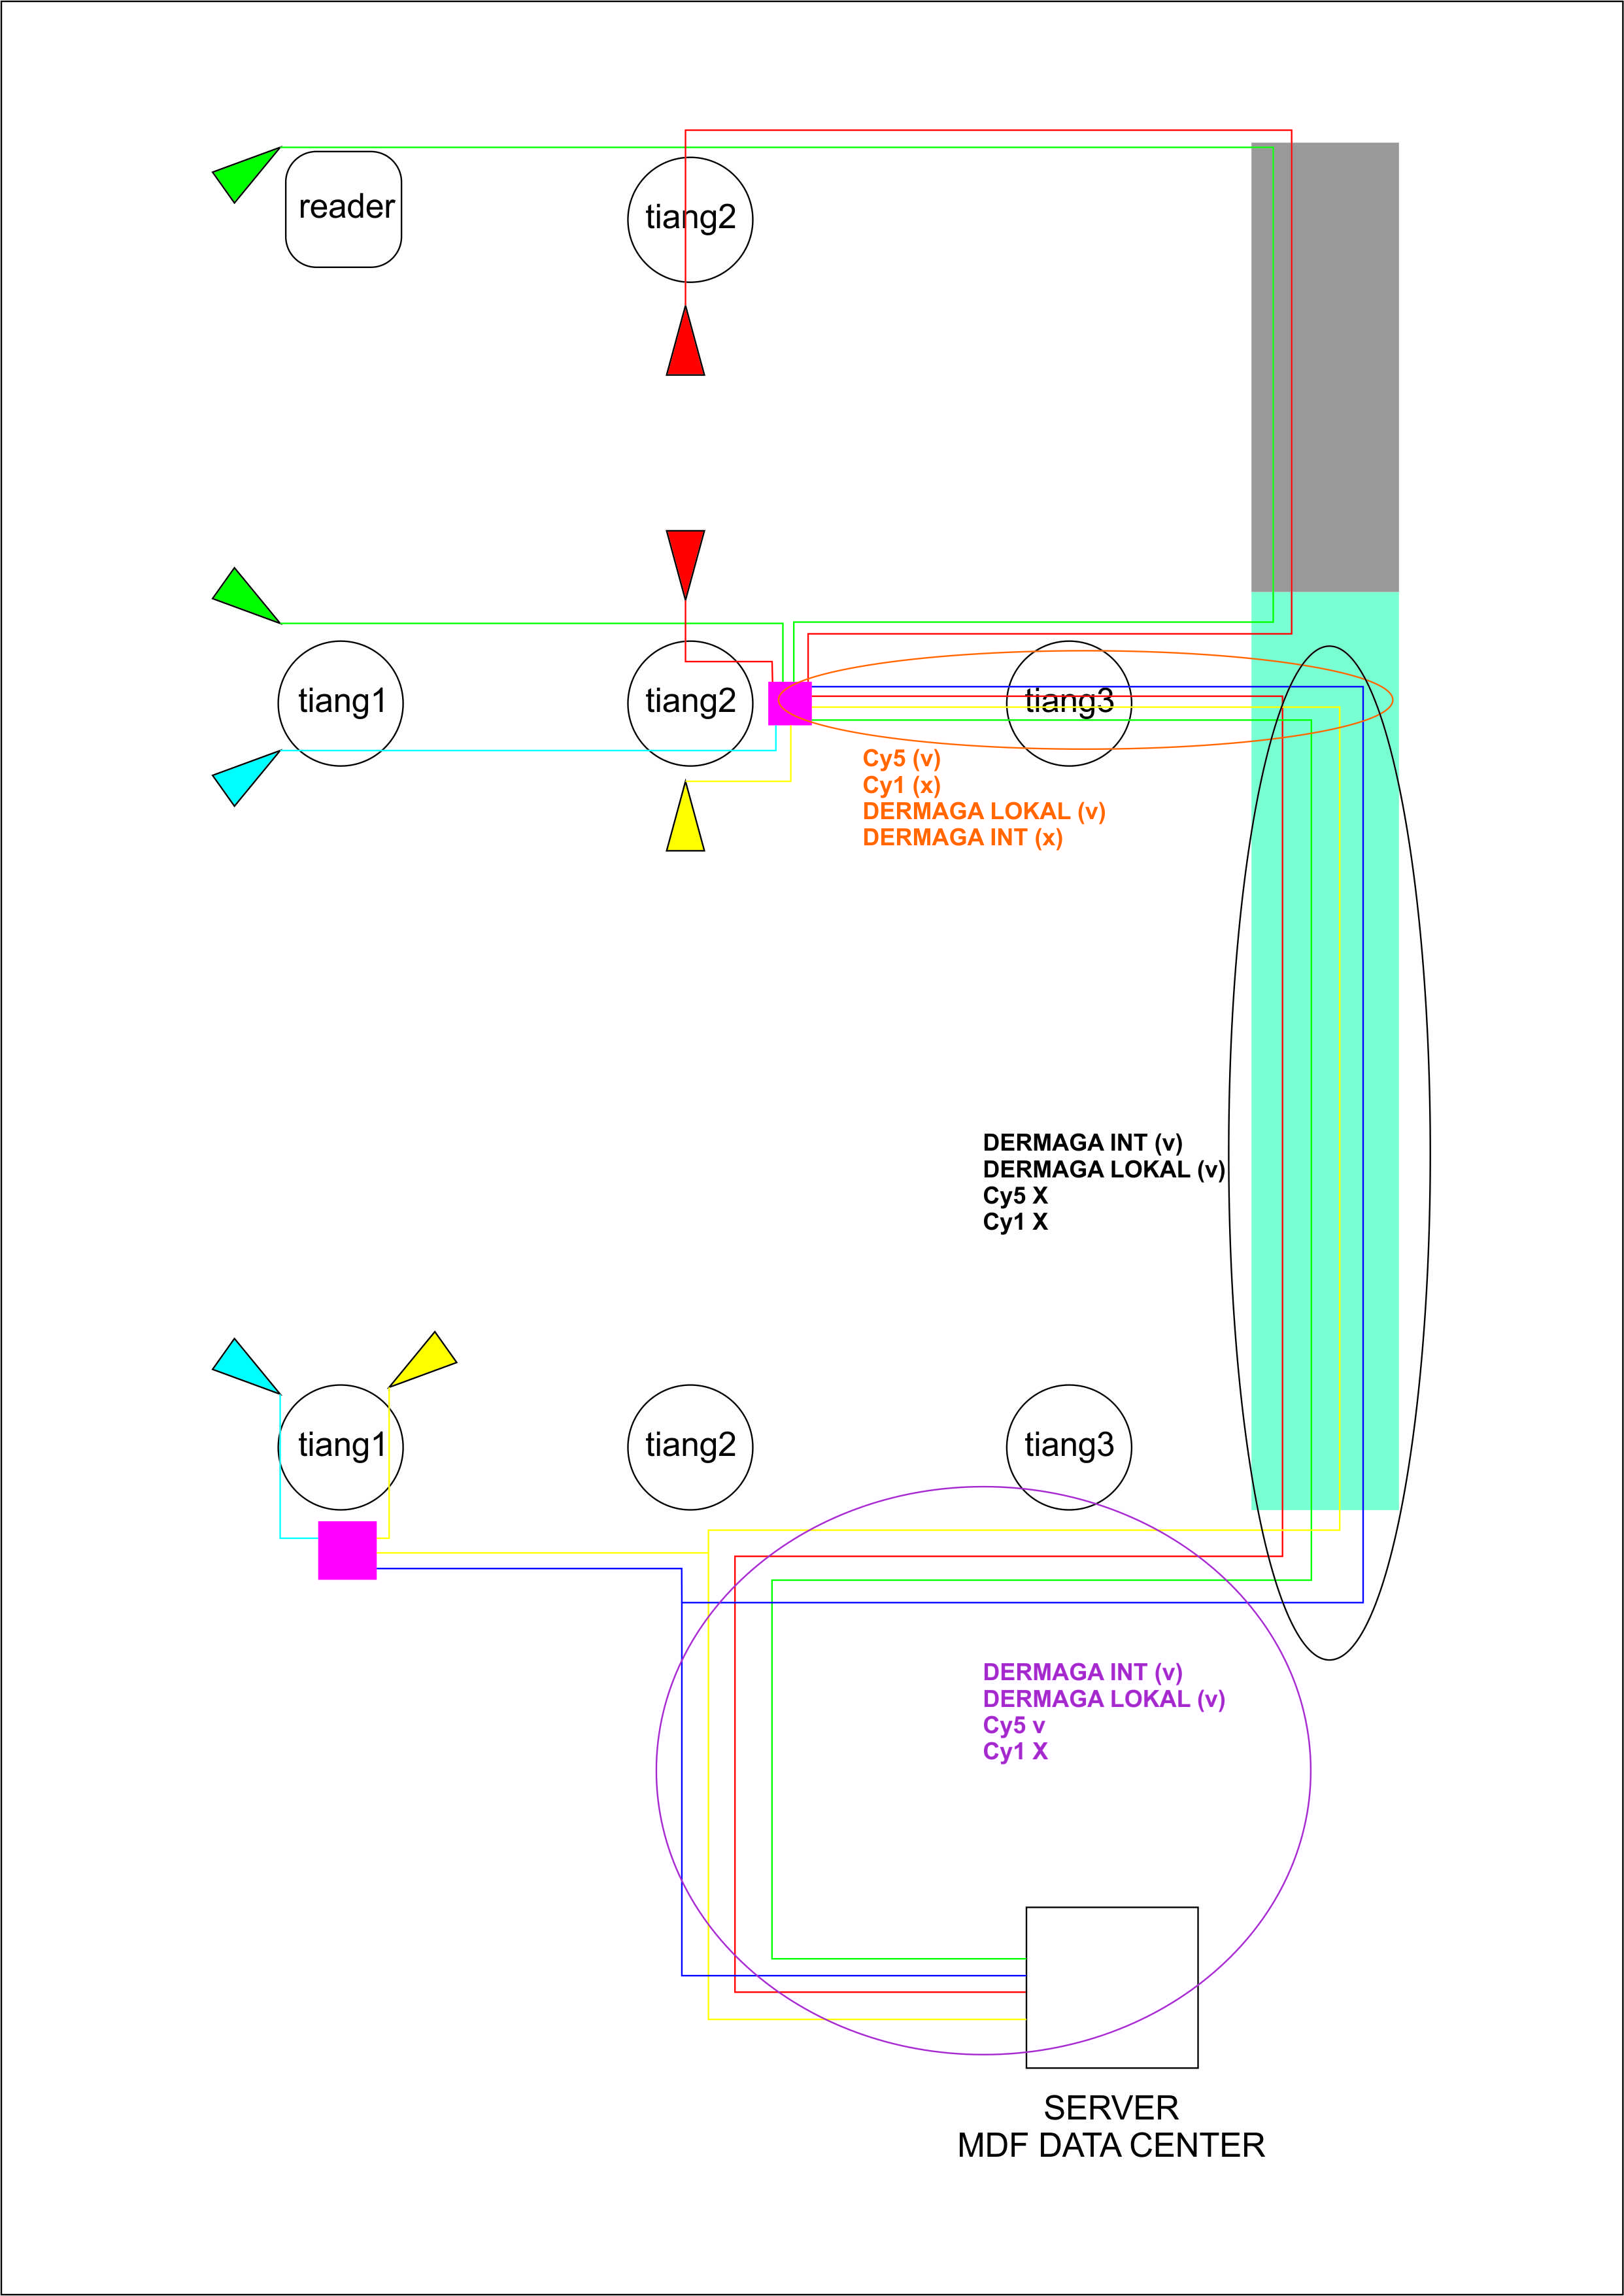 reader
tiang2
tiang1
tiang2
tiang3
Cy5 (v)
Cy1 (x)
DERMAGA LOKAL (v)
DERMAGA INT (x)
DERMAGA INT (v)
DERMAGA LOKAL (v)
Cy5 X
Cy1 X
tiang1
tiang2
tiang3
DERMAGA INT (v)
DERMAGA LOKAL (v)
Cy5 v
Cy1 X
SERVER
MDF DATA CENTER